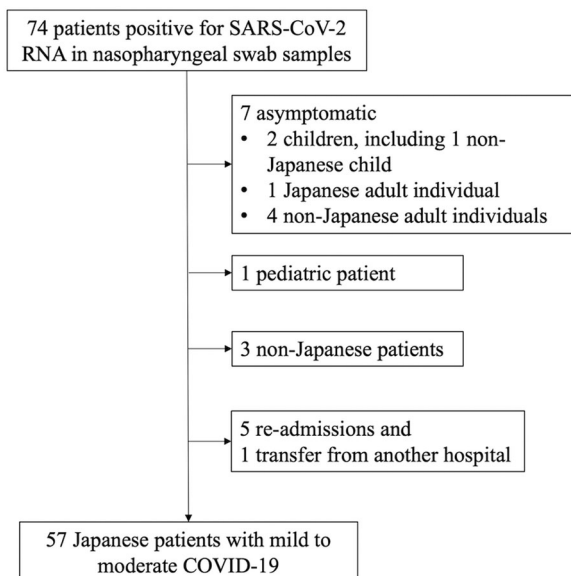 74 patients positive for SARS-CoV-2
RNA in nasopharyngeal swab samples
7 asymptomatic
• 2 children, including 1 non-
Japanese child
• 1 Japanese adult individual
• 4 non-Japanese adult individuals
1 pediatric patient
3 non-Japanese patients
5 re-admissions and
1 transfer from another hospital
57 Japanese patients with mild to
moderate COVID-19